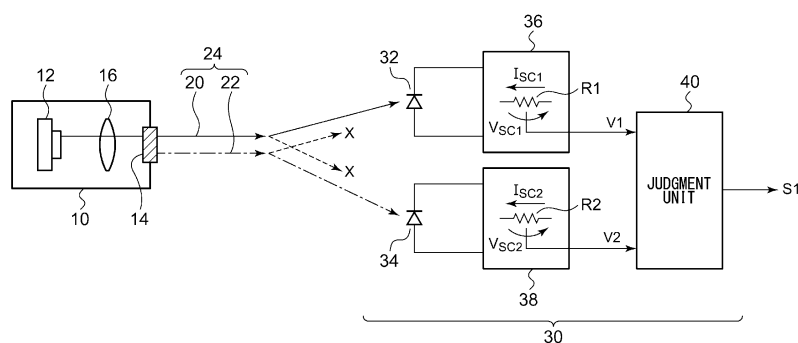 36
24
32
12
16
20
22
I_SC1
R1
40
V_SC1
V1
X
X
10
14
I_SC2
R2
JUDGMENT
UNIT
S1
V_SC2
V2
34
38
30